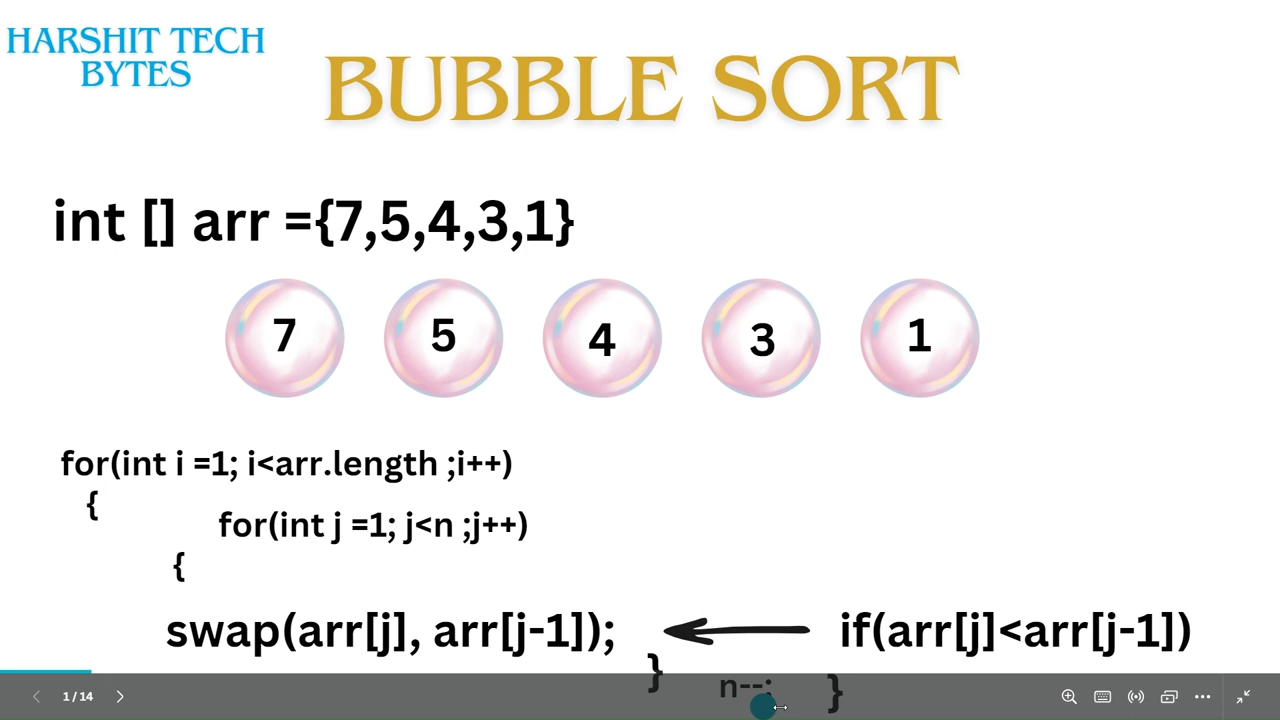 HARSHIT TECH
BYTES
BUBBLE SORT
int [] arr ={7,5,4,3,1}
7 5 4 3 1
for(int i =1; i<arr.length ;i++)
{
for(int j =1; j<n ;j++)
{
swap(arr[j], arr[j-1]); if(arr[j]<arr[j-1])
}
n--; }
1 / 14